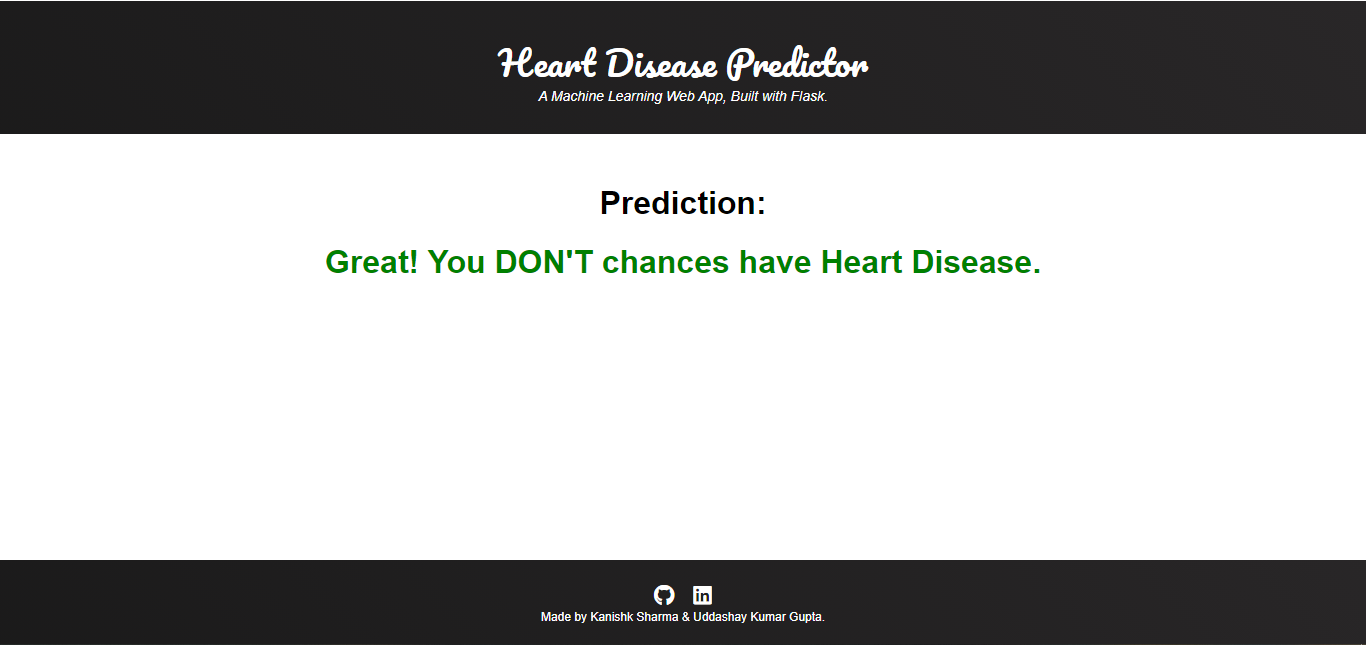 Heart Disease Predictor
A Machine Learning Web App, Built with Flask.
Prediction:
Great! You DON'T chances have Heart Disease.
in
Made by Kanishk Sharma & Uddashay Kumar Gupta.